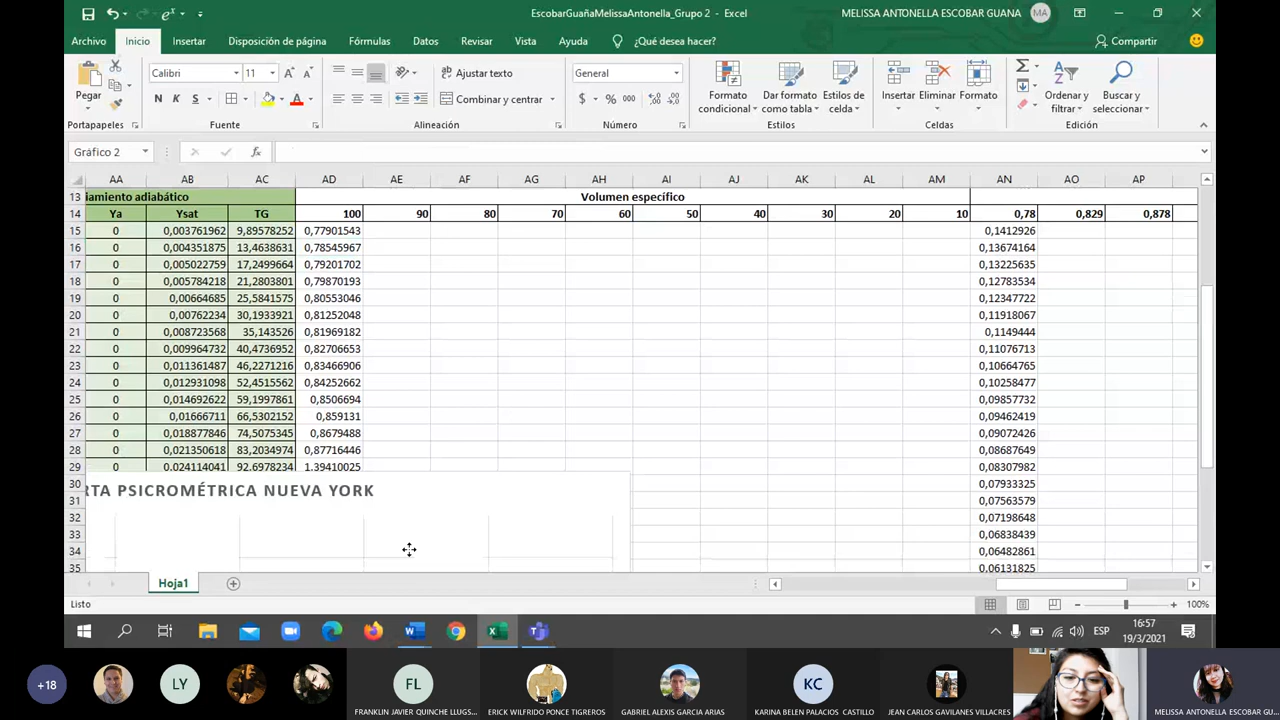 EscobarGuañaMelissaAntonella_Grupo 2 - Excel
MELISSA ANTONELLA ESCOBAR GUANA MA
Archivo Inicio Insertar Disposición de página Fórmulas Datos Revisar Vista Ayuda ¿Qué desea hacer? Compartir
Calibri 11 Ajustar texto General
Pegar N K S Combinar y centrar $ % 000
Formato condicional Dar formato como tabla Estilos de celda Insertar Eliminar Formato Ordenar y filtrar Buscar y seleccionar
Portapapeles Fuente Alineación Número Estilos Celdas Edición
Gráfico 2 fx
AA AB AC AD AE AF AG AH AI AJ AK AL AM AN AO AP
13 iamiento adiabático Volumen específico
14 Ya Ysat TG 100 90 80 70 60 50 40 30 20 10 0,78 0,829 0,878
15 0 0,003761962 9,89578252 0,77901543 0,1412926
16 0 0,004351875 13,4638631 0,78545967 0,13674164
17 0 0,005022759 17,2499664 0,79201702 0,13225635
18 0 0,005784218 21,2803801 0,79870193 0,12783534
19 0 0,00664685 25,5841575 0,80553046 0,12347722
20 0 0,00762234 30,1933921 0,81252048 0,11918067
21 0 0,008723568 35,143526 0,81969182 0,1149444
22 0 0,009964732 40,4736952 0,82706653 0,11076713
23 0 0,011361487 46,2271216 0,83466906 0,10664765
24 0 0,012931098 52,4515562 0,84252662 0,10258477
25 0 0,014692622 59,1997861 0,8506694 0,09857732
26 0 0,01666711 66,5302152 0,859131 0,09462419
27 0 0,018877846 74,5075345 0,8679488 0,09072426
28 0 0,021350618 83,2034974 0,87716446 0,08687649
29 0 0,024114041 92,6978234 1,39410025 0,08307982
30 RTA PSICROMÉTRICA NUEVA YORK 0,07933325
31 0,07563579
32 0,07198648
33 0,06838439
34 0,06482861
35 0,06131825
Hoja1
Listo 100%
ESP 16:57
19/3/2021
+18 LY FL KC
FRANKLIN JAVIER QUINCHE LLUGS...
ERICK WILFRIDO PONCE TIGREROS
GABRIEL ALEXIS GARCIA ARIAS
KARINA BELEN PALACIOS CASTILLO
JEAN CARLOS GAVILANES VILLACRES
MELISSA ANTONELLA ESCOBAR GU...